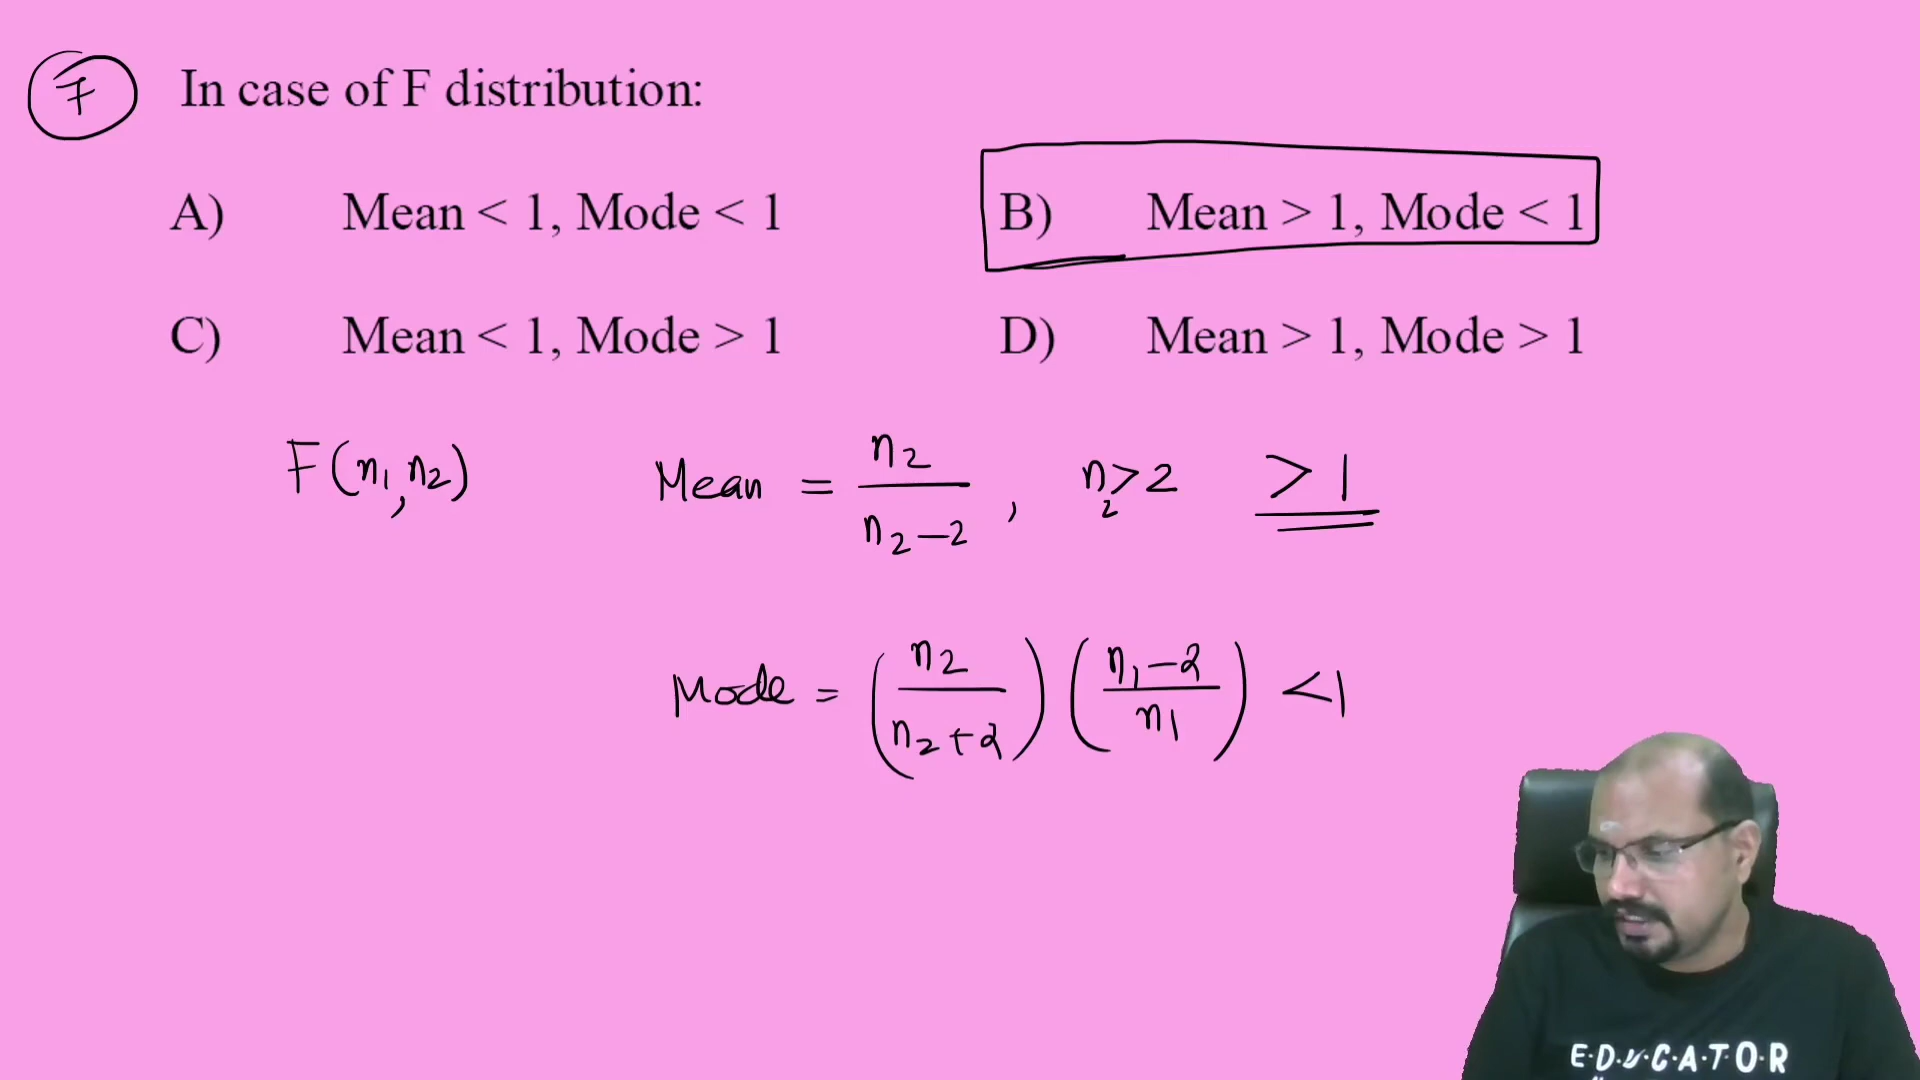 7 In case of F distribution:
A) Mean < 1, Mode < 1 B) Mean > 1, Mode < 1
C) Mean < 1, Mode > 1 D) Mean > 1, Mode > 1
F(n₁, n₂) Mean = n₂/(n₂−2), n₂>2 >1
Mode = (n₂/(n₂+2)) ((n₁−2)/n₁) <1
E·D·U·C·A·T·O·R